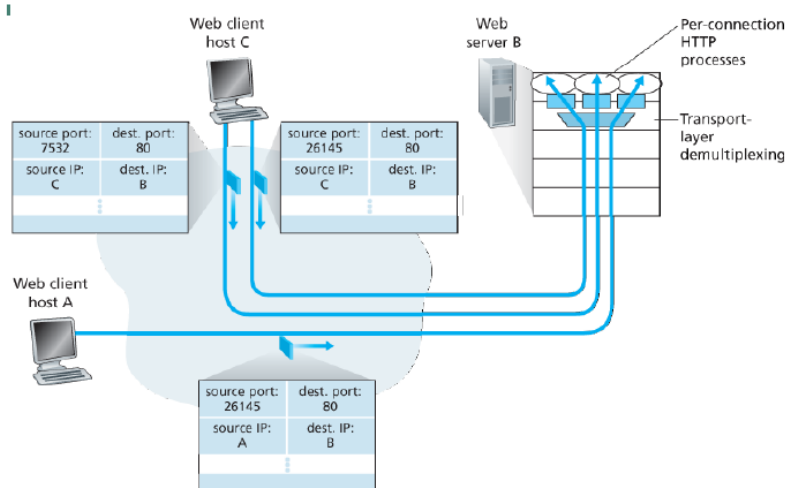 Web client
host C
Web
server B
Per-connection
HTTP
processes
Transport-
layer
demultiplexing
source port:
7532
dest. port:
80
source IP:
C
dest. IP:
B
source port:
26145
dest. port:
80
source IP:
C
dest. IP:
B
Web client
host A
source port:
26145
dest. port:
80
source IP:
A
dest. IP:
B